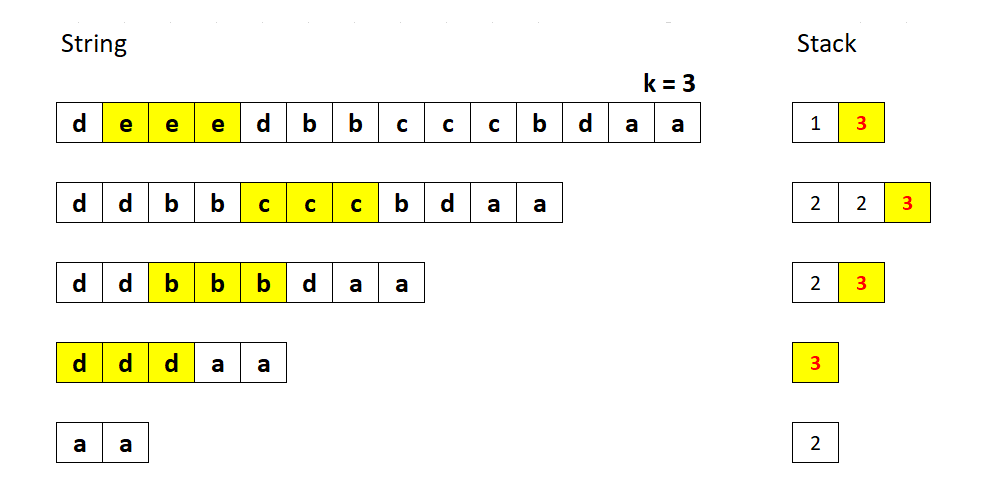 String Stack
k = 3
d e e e d b b c c c b d a a 1 3
d d b b c c c b d a a 2 2 3
d d b b b d a a 2 3
d d d a a 3
a a 2